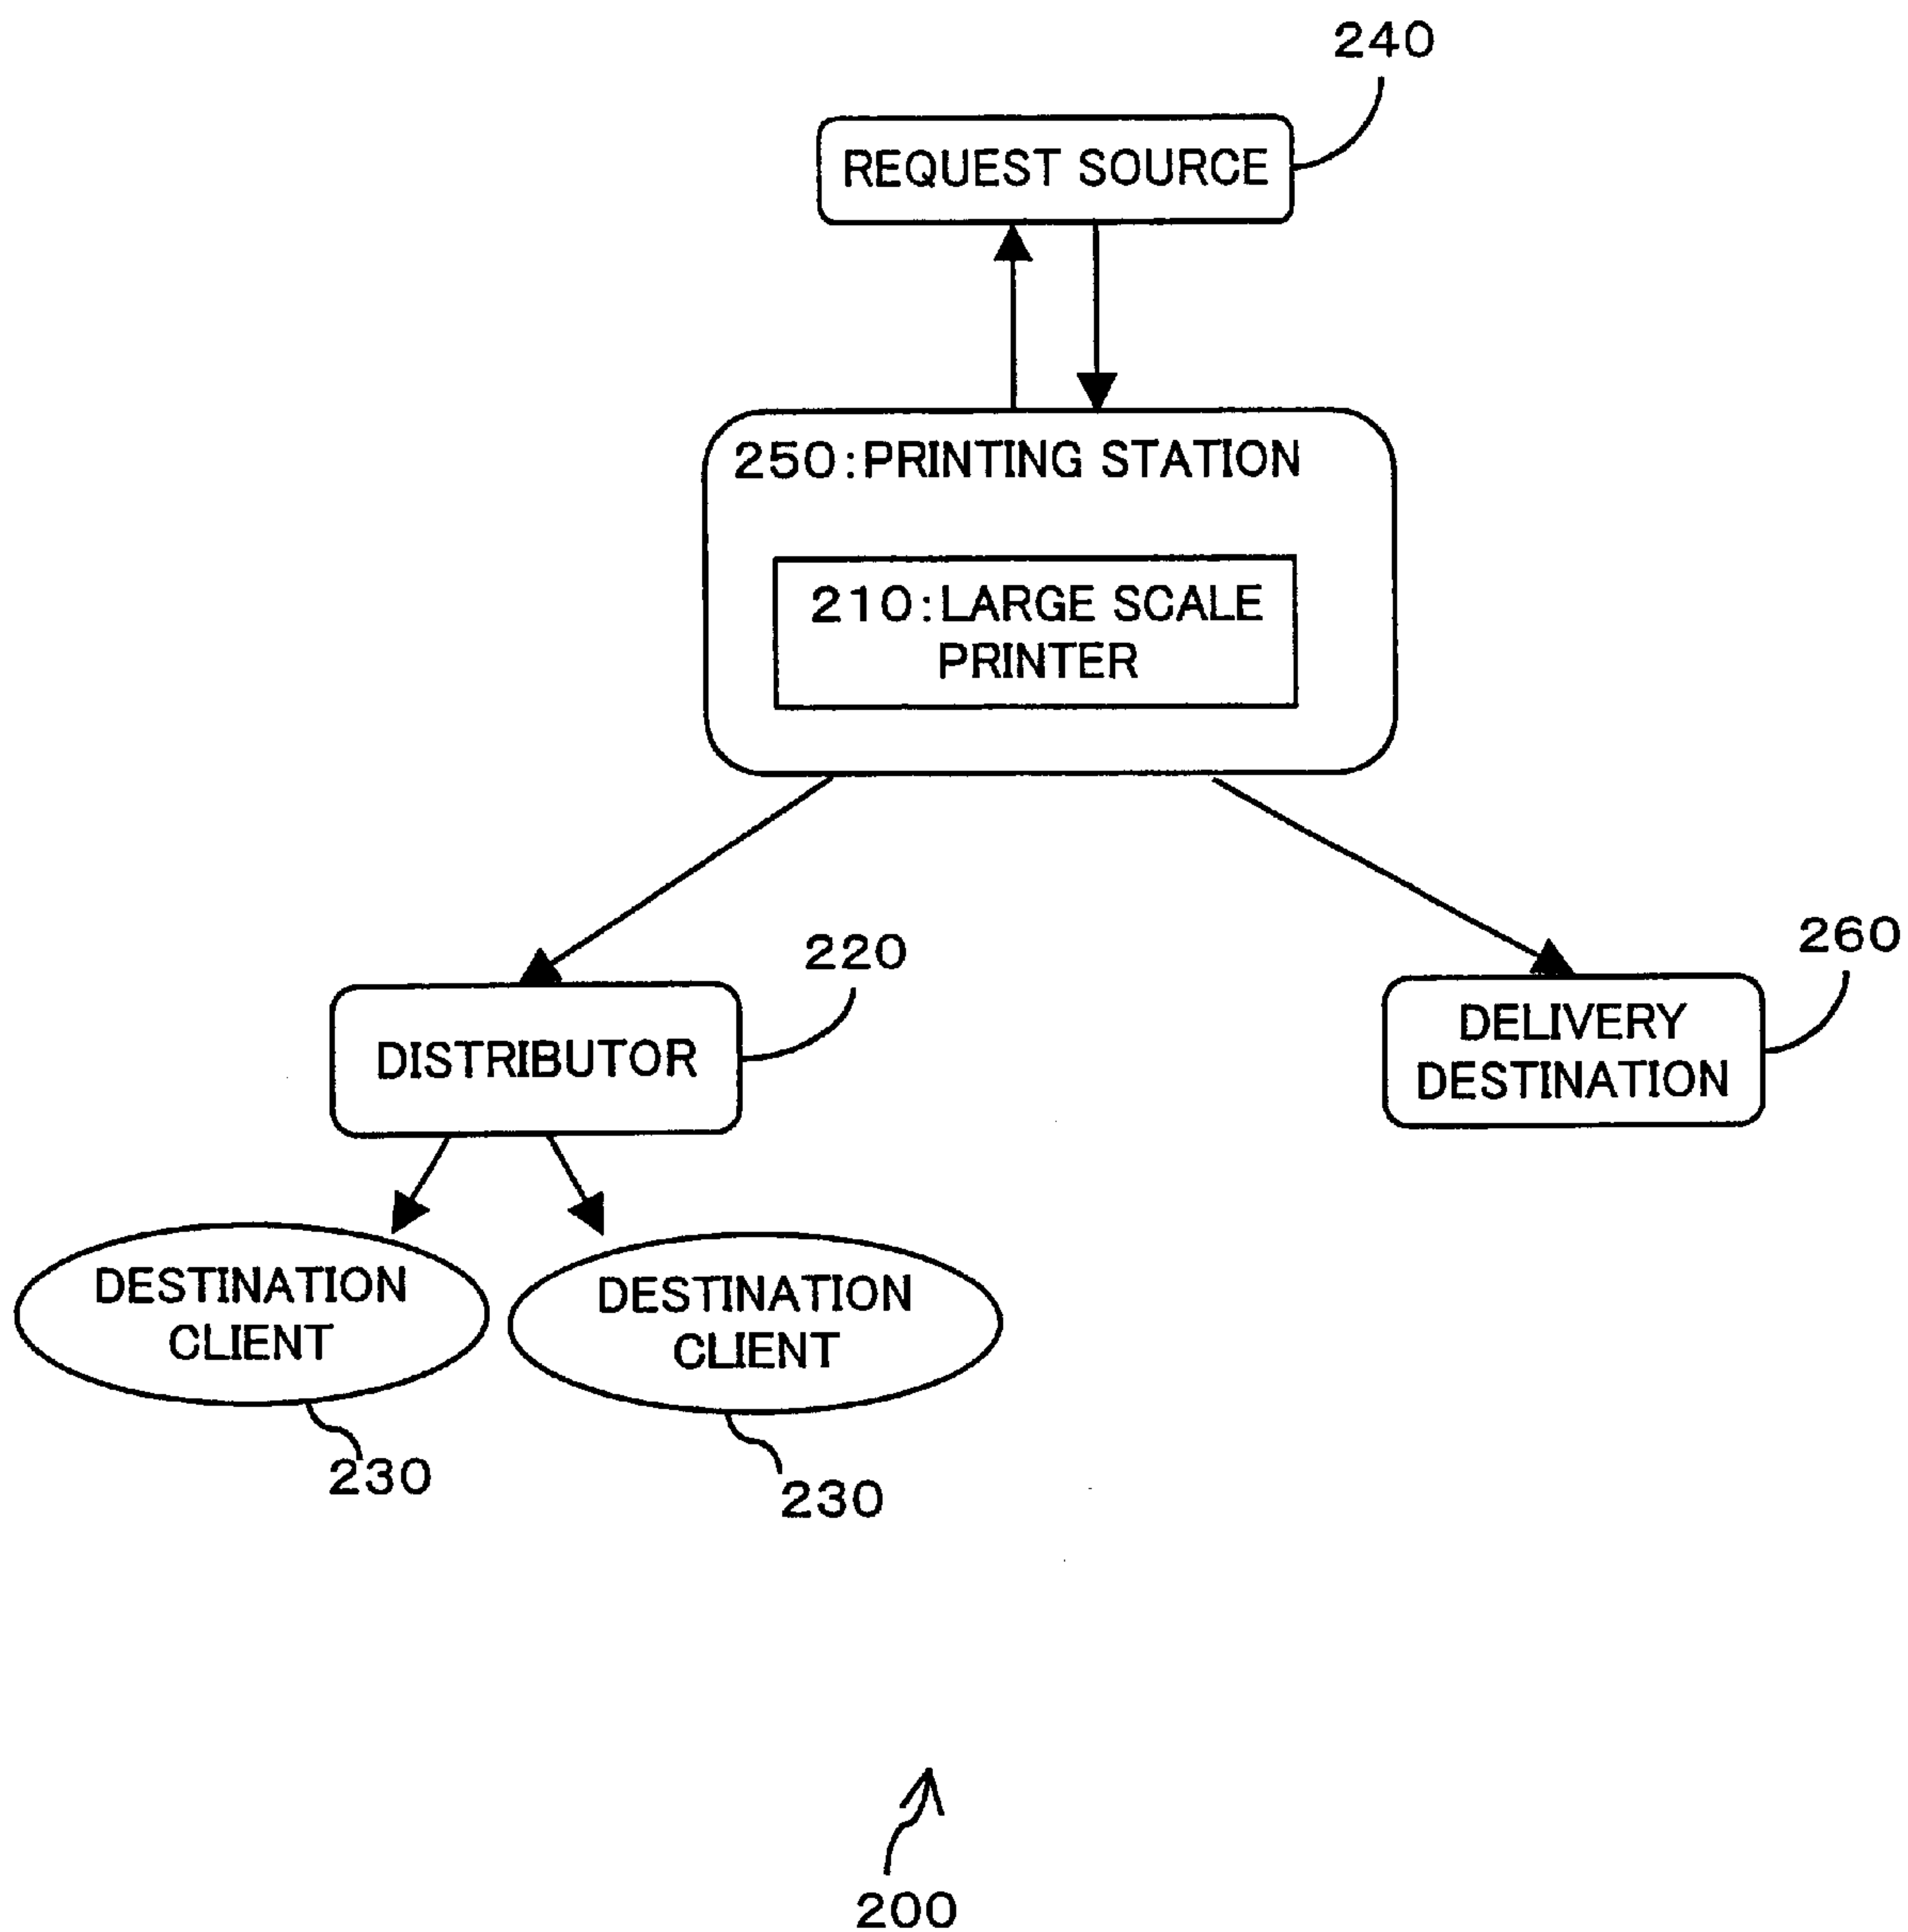 240
REQUEST SOURCE
250:PRINTING STATION
210:LARGE SCALE
PRINTER
220
260
DISTRIBUTOR
DELIVERY
DESTINATION
DESTINATION
CLIENT
DESTINATION
CLIENT
230
230
200